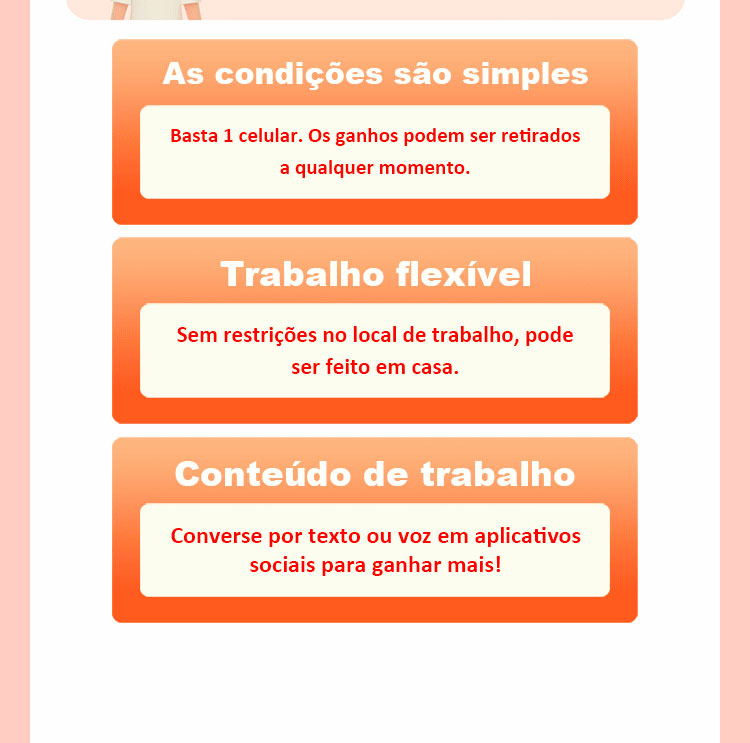 As condições são simples
Basta 1 celular. Os ganhos podem ser retirados
a qualquer momento.
Trabalho flexível
Sem restrições no local de trabalho, pode
ser feito em casa.
Conteúdo de trabalho
Converse por texto ou voz em aplicativos
sociais para ganhar mais!